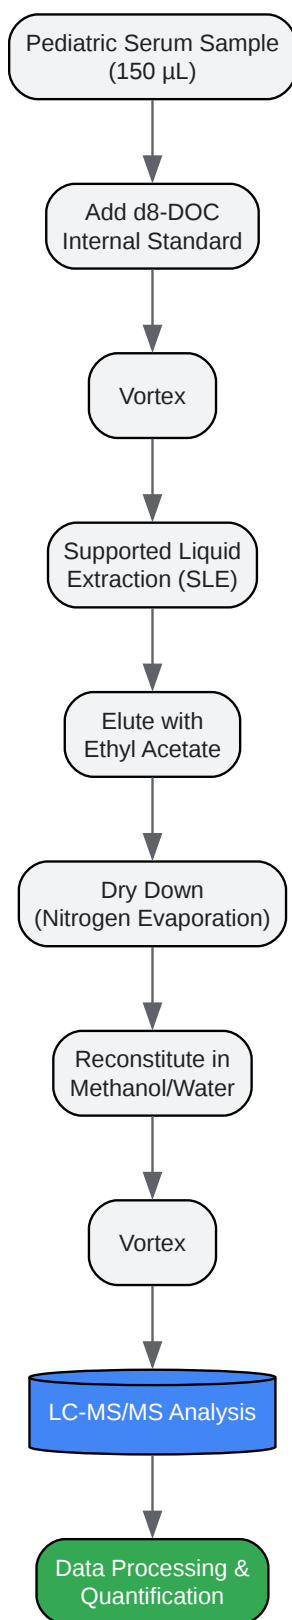 Pediatric Serum Sample
(150 µL)
Add d8-DOC
Internal Standard
Vortex
Supported Liquid
Extraction (SLE)
Elute with
Ethyl Acetate
Dry Down
(Nitrogen Evaporation)
Reconstitute in
Methanol/Water
Vortex
LC-MS/MS Analysis
Data Processing &
Quantification